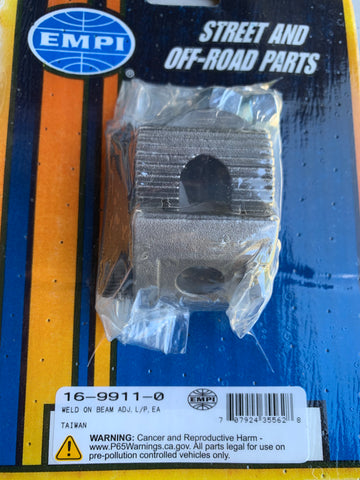 EMPI
®
STREET AND
OFF-ROAD PARTS
16-9911-0
WELD ON BEAM ADJ. L/P, EA
TAIWAN
EMPI
7 07924 35562 8
WARNING: Cancer and Reproductive Harm -
www.P65Warnings.ca.gov. All parts legal for use on
pre-pollution controlled vehicles only.